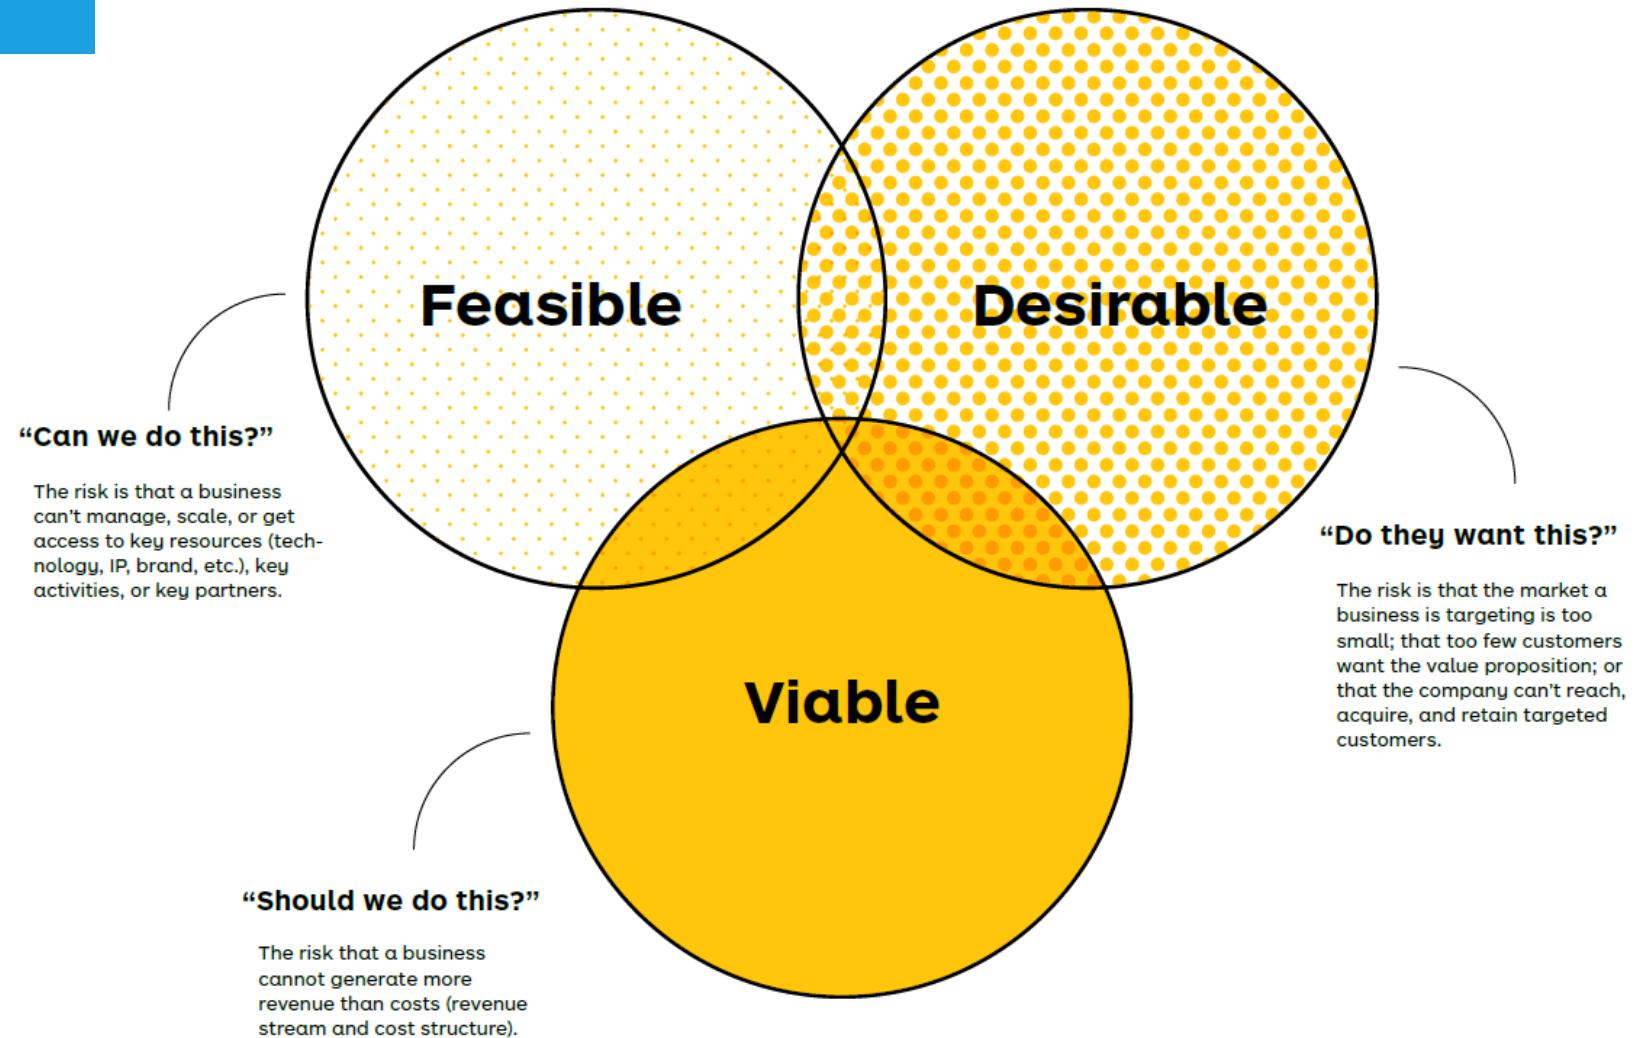 Feasible
Desirable
“Can we do this?”
The risk is that a business
can’t manage, scale, or get
access to key resources (tech-
nology, IP, brand, etc.), key
activities, or key partners.
“Do they want this?”
The risk is that the market a
business is targeting is too
small; that too few customers
want the value proposition; or
that the company can’t reach,
acquire, and retain targeted
customers.
Viable
“Should we do this?”
The risk that a business
cannot generate more
revenue than costs (revenue
stream and cost structure).